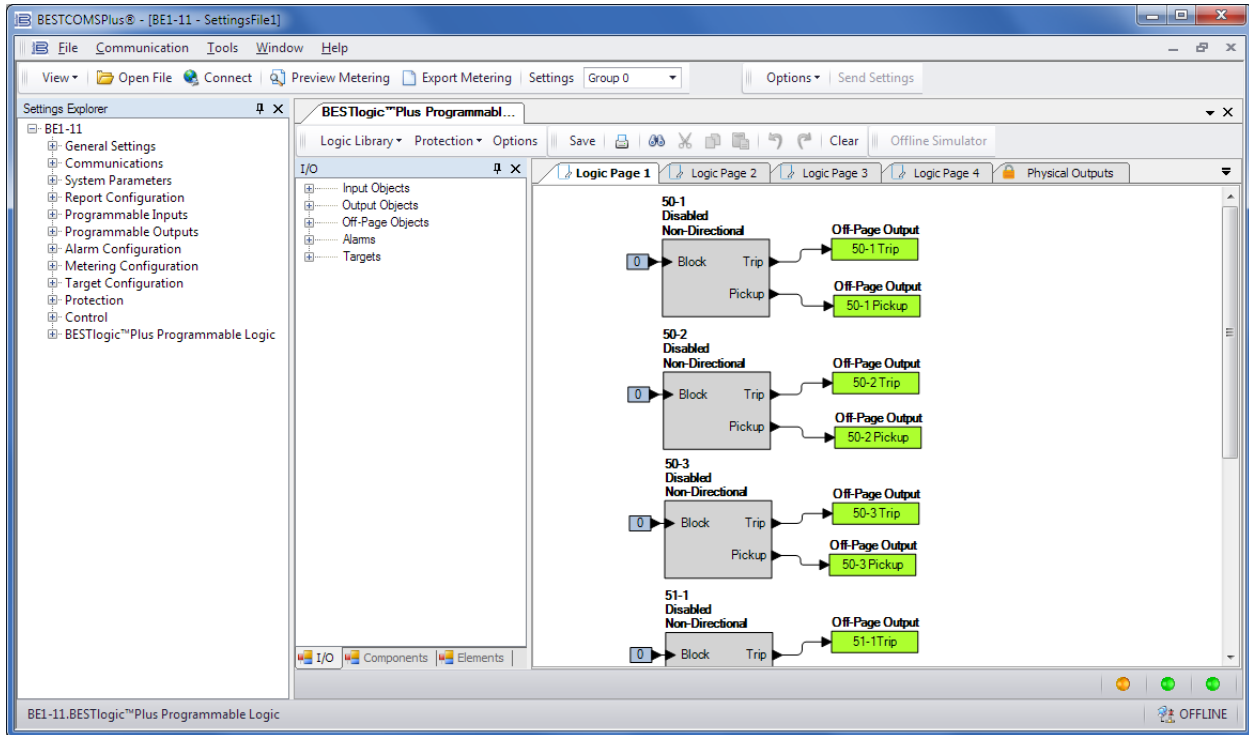 BESTCOMSPlus® - [BE1-11 - SettingsFile1]
File Communication Tools Window Help
View Open File Connect Preview Metering Export Metering Settings Group 0 Options Send Settings
Settings Explorer
BE1-11
General Settings
Communications
System Parameters
Report Configuration
Programmable Inputs
Programmable Outputs
Alarm Configuration
Metering Configuration
Target Configuration
Protection
Control
BESTlogic™Plus Programmable Logic
BESTlogic™Plus Programmabl...
Logic Library Protection Options Save Clear Offline Simulator
I/O
Input Objects
Output Objects
Off-Page Objects
Alarms
Targets
I/O Components Elements
Logic Page 1 Logic Page 2 Logic Page 3 Logic Page 4 Physical Outputs
50-1
Disabled
Non-Directional
0 Block Trip
Pickup
Off-Page Output
50-1 Trip
Off-Page Output
50-1 Pickup
50-2
Disabled
Non-Directional
0 Block Trip
Pickup
Off-Page Output
50-2 Trip
Off-Page Output
50-2 Pickup
50-3
Disabled
Non-Directional
0 Block Trip
Pickup
Off-Page Output
50-3 Trip
Off-Page Output
50-3 Pickup
51-1
Disabled
Non-Directional
0 Block Trip
Off-Page Output
51-1Trip
BE1-11.BESTlogic™Plus Programmable Logic
OFFLINE